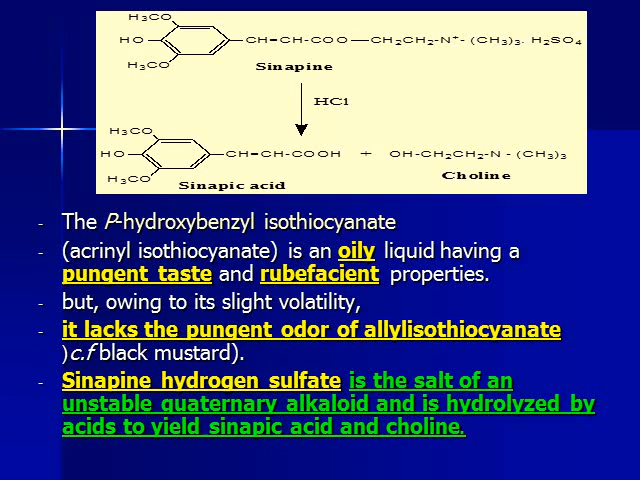 H₃CO
HO CH=CH-COO CH₂CH₂-N⁺- (CH₃)₃. H₂SO₄
H₃CO
Sinapine
HCl
H₃CO
HO CH=CH-COOH + OH-CH₂CH₂-N - (CH₃)₃
H₃CO
Sinapic acid Choline
- The P-hydroxybenzyl isothiocyanate
- (acrinyl isothiocyanate) is an oily liquid having a
pungent taste and rubefacient properties.
- but, owing to its slight volatility,
- it lacks the pungent odor of allylisothiocyanate
)c.f black mustard).
- Sinapine hydrogen sulfate is the salt of an
unstable quaternary alkaloid and is hydrolyzed by
acids to yield sinapic acid and choline.